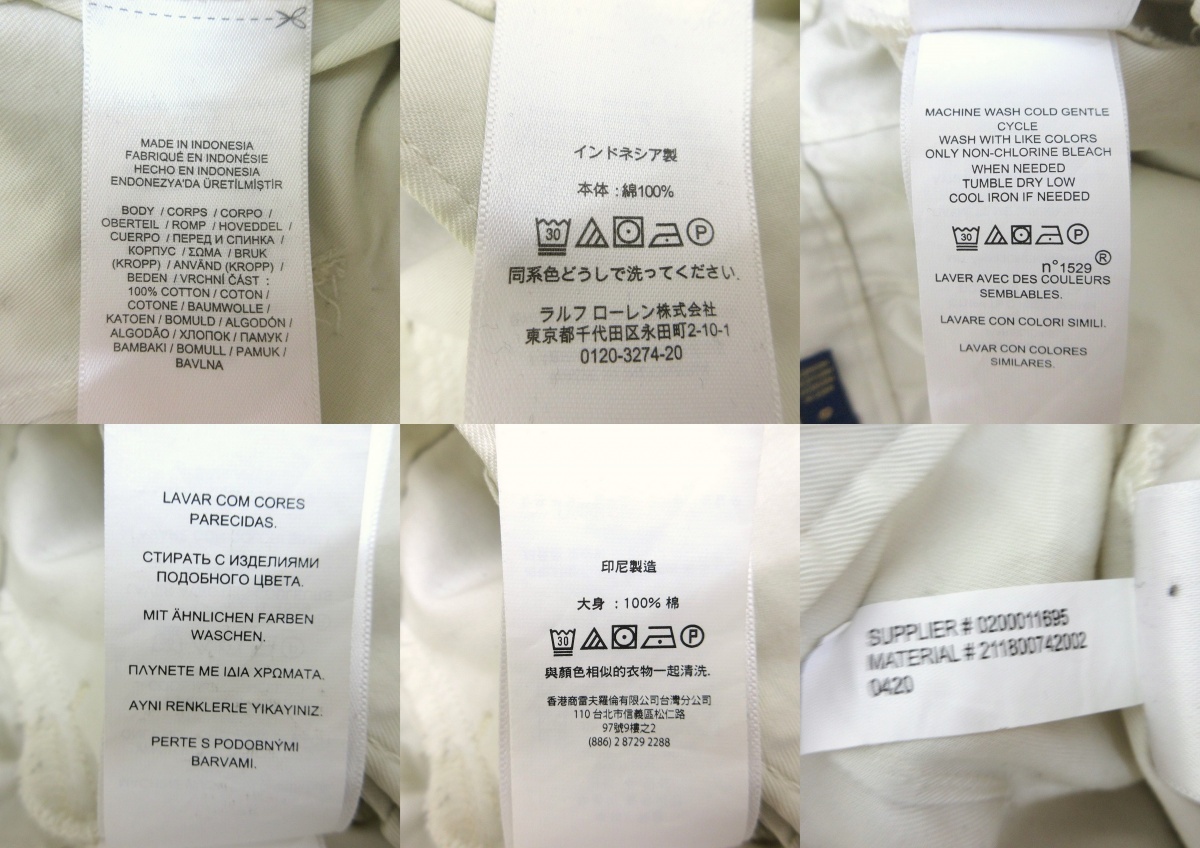 MADE IN INDONESIA
FABRIQUÉ EN INDONÉSIE
HECHO EN INDONESIA
ENDONEZYA'DA ÜRETİLMİŞTİR
BODY / CORPS / CORPO /
OBERTEIL / ROMP / HOVEDDEL /
CUERPO / ПЕРЕД И СПИНКА /
КОРПУС / ΣΩΜΑ / BRUK
(KROPP) / ANVÄND (KROPP) /
BEDEN / VRCHNÍ ČÁST :
100% COTTON / COTON /
COTONE / BAUMWOLLE /
KATOEN / BOMULD / ALGODÓN /
ALGODÃO / ХЛОПОК / ПАМУК /
BAMBAKI / BOMULL / PAMUK /
BAVLNA
インドネシア製
本体 : 綿100%
30 P
同系色どうしで洗ってください.
ラルフ ローレン株式会社
東京都千代田区永田町2-10-1
0120-3274-20
MACHINE WASH COLD GENTLE
CYCLE
WASH WITH LIKE COLORS
ONLY NON-CHLORINE BLEACH
WHEN NEEDED
TUMBLE DRY LOW
COOL IRON IF NEEDED
30 P
n°1529 ®
LAVER AVEC DES COULEURS
SEMBLABLES.
LAVARE CON COLORI SIMILI.
LAVAR CON COLORES
SIMILARES.
LAVAR COM CORES
PARECIDAS.
СТИРАТЬ С ИЗДЕЛИЯМИ
ПОДОБНОГО ЦВЕТА.
MIT ÄHNLICHEN FARBEN
WASCHEN.
ΠΛΥΝΕΤΕ ΜΕ ΙΔΙΑ ΧΡΩΜΑΤΑ.
AYNI RENKLERLE YIKAYINIZ.
PERTE S PODOBNÝMI
BARVAMI.
印尼製造
大身 : 100% 棉
30 P
與顏色相似的衣物一起清洗.
香港商雷夫羅倫有限公司台灣分公司
110 台北市信義區松仁路
97號9樓之2
(886) 2 8729 2288
SUPPLIER # 0200011695
MATERIAL # 211800742002
0420